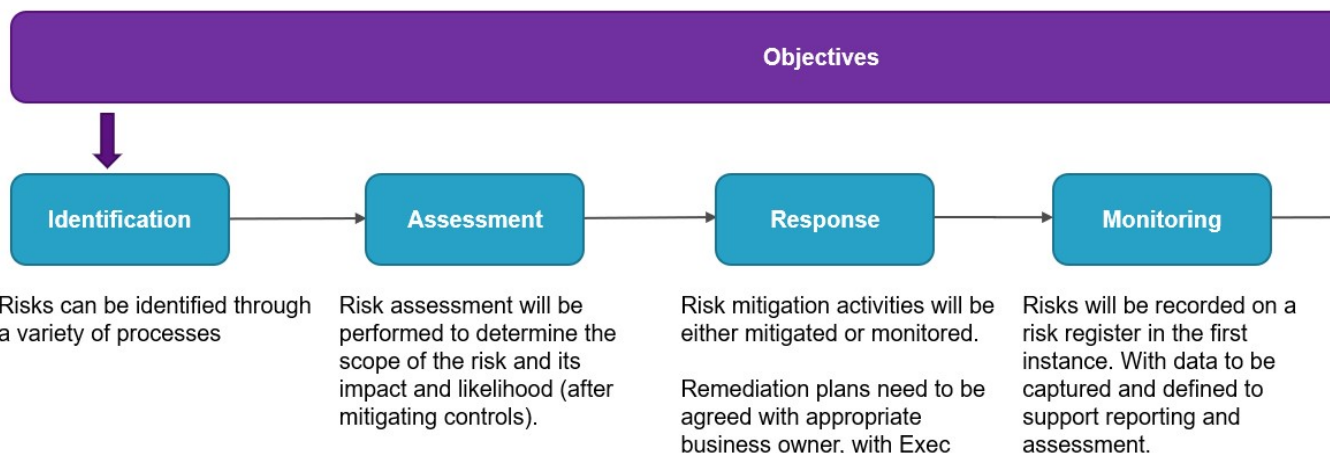 Objectives
Identification
Assessment
Response
Monitoring
Risks can be identified through
a variety of processes
Risk assessment will be
performed to determine the
scope of the risk and its
impact and likelihood (after
mitigating controls).
Risk mitigation activities will be
either mitigated or monitored.
Remediation plans need to be
agreed with appropriate
business owner, with Exec
Risks will be recorded on a
risk register in the first
instance. With data to be
captured and defined to
support reporting and
assessment.